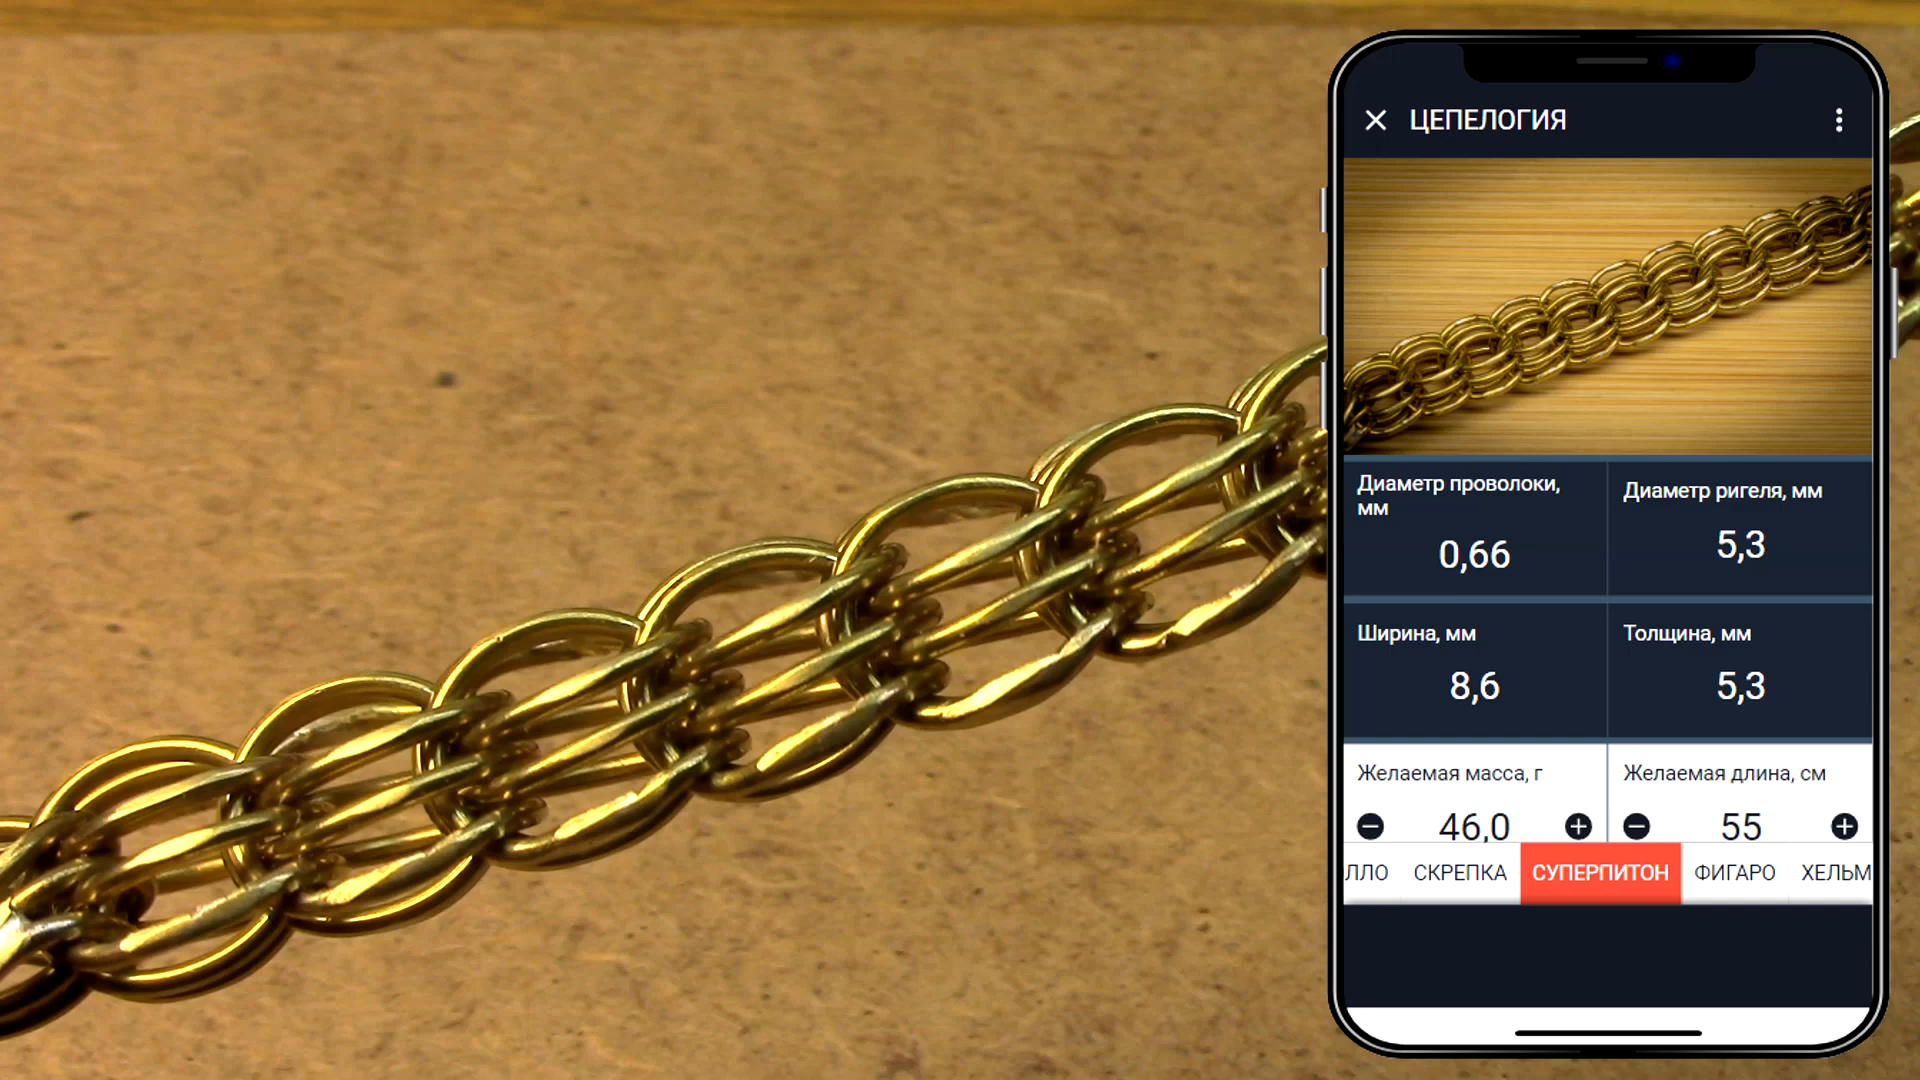 ЦЕПЕЛОГИЯ
Диаметр проволоки,
мм
0,66
Диаметр ригеля, мм
5,3
Ширина, мм
8,6
Толщина, мм
5,3
Желаемая масса, г
46,0
Желаемая длина, см
55
ЛЛО СКРЕПКА СУПЕРПИТОН ФИГАРО ХЕЛЬМ